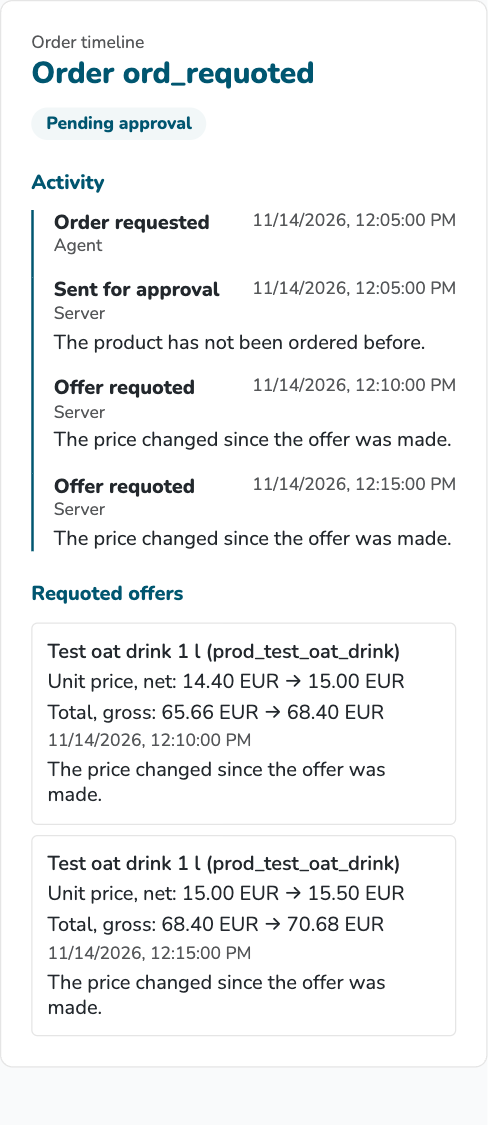 Order timeline
Order ord_requoted
Pending approval
Activity
Order requested 11/14/2026, 12:05:00 PM
Agent
Sent for approval 11/14/2026, 12:05:00 PM
Server
The product has not been ordered before.
Offer requoted 11/14/2026, 12:10:00 PM
Server
The price changed since the offer was made.
Offer requoted 11/14/2026, 12:15:00 PM
Server
The price changed since the offer was made.
Requoted offers
Test oat drink 1 l (prod_test_oat_drink)
Unit price, net: 14.40 EUR → 15.00 EUR
Total, gross: 65.66 EUR → 68.40 EUR
11/14/2026, 12:10:00 PM
The price changed since the offer was
made.
Test oat drink 1 l (prod_test_oat_drink)
Unit price, net: 15.00 EUR → 15.50 EUR
Total, gross: 68.40 EUR → 70.68 EUR
11/14/2026, 12:15:00 PM
The price changed since the offer was
made.